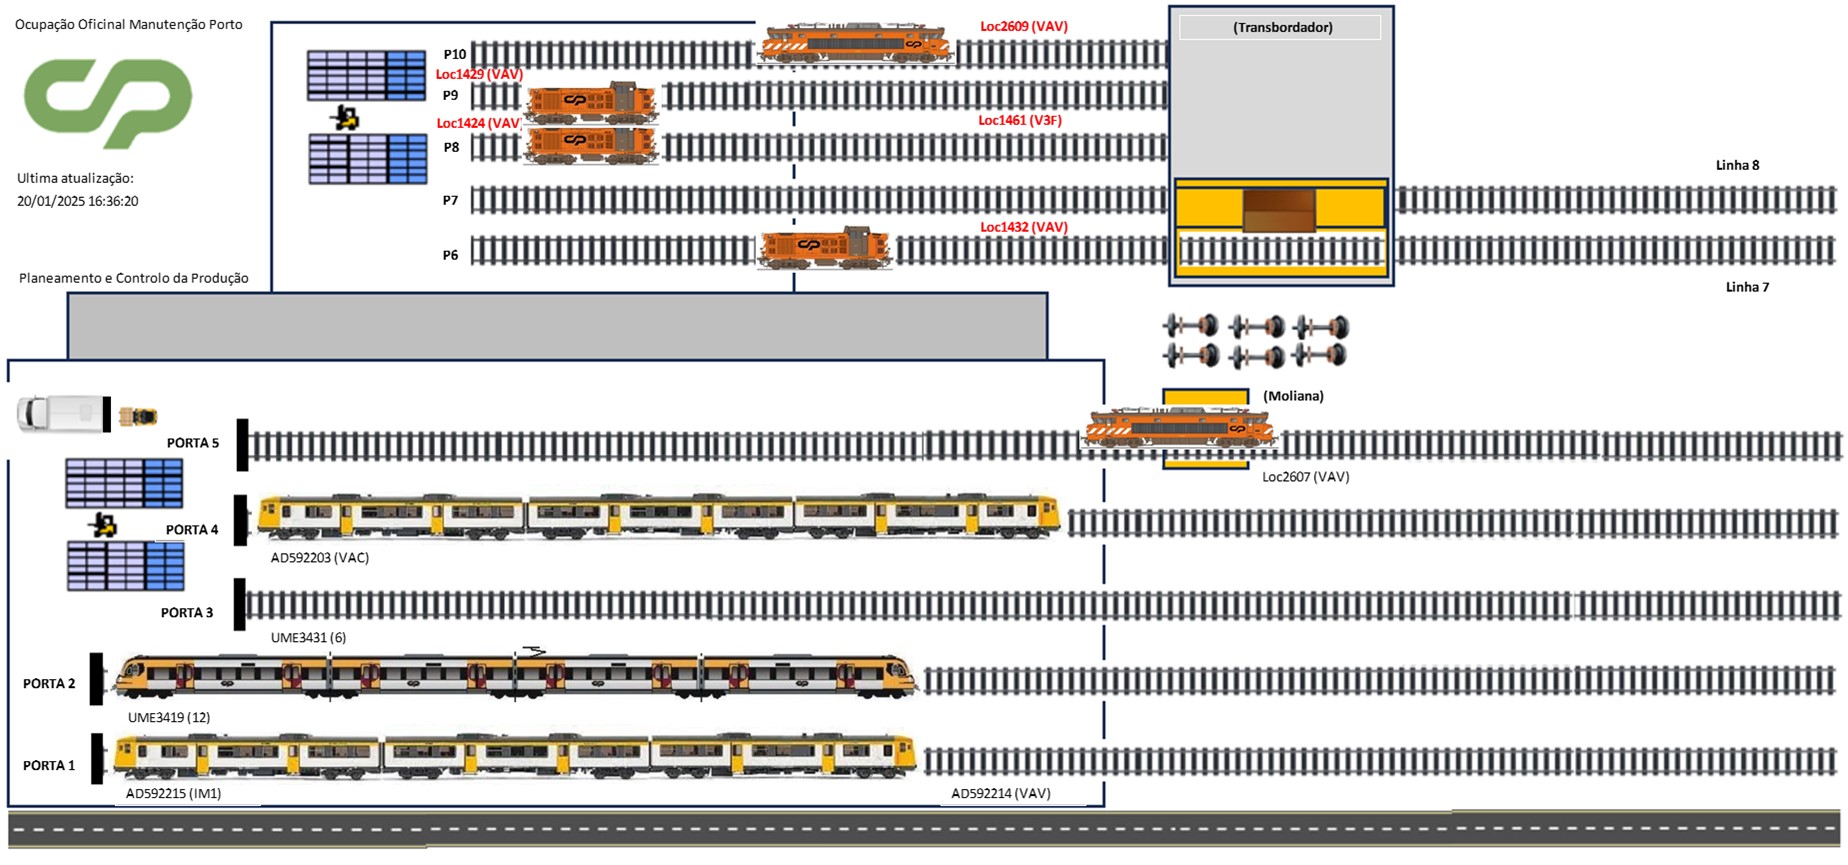 Ocupação Oficinal Manutenção Porto
CP
Ultima atualização:
20/01/2025 16:36:20
Planeamento e Controlo da Produção
P10
Loc2609 (VAV)
(Transbordador)
Loc1429 (VAV)
P9
Loc1424 (VAV)
Loc1461 (V3F)
P8
Linha 8
P7
Loc1432 (VAV)
P6
Linha 7
(Moliana)
PORTA 5
Loc2607 (VAV)
PORTA 4
AD592203 (VAC)
PORTA 3
UME3431 (6)
PORTA 2
UME3419 (12)
PORTA 1
AD592215 (IM1)
AD592214 (VAV)